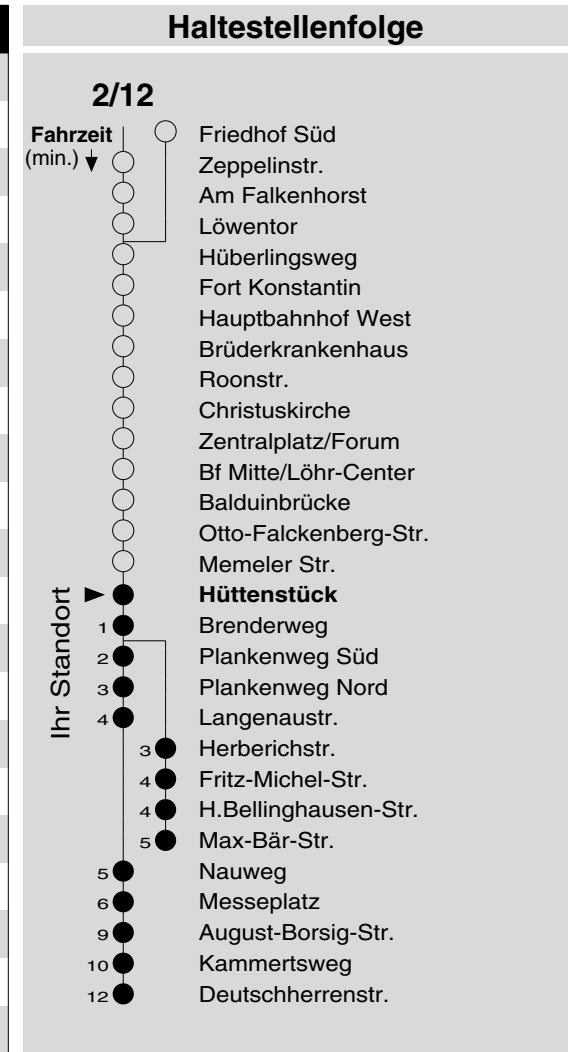 Haltestellenfolge
2/12
Fahrzeit
(min.)
Friedhof Süd
Zeppelinstr.
Am Falkenhorst
Löwentor
Hüberlingsweg
Fort Konstantin
Hauptbahnhof West
Brüderkrankenhaus
Roonstr.
Christuskirche
Zentralplatz/Forum
Bf Mitte/Löhr-Center
Balduinbrücke
Otto-Falckenberg-Str.
Memeler Str.
Ihr Standort
Hüttenstück
1 Brenderweg
2 Plankenweg Süd
3 Plankenweg Nord
4 Langenaustr.
3 Herberichstr.
4 Fritz-Michel-Str.
4 H.Bellinghausen-Str.
5 Max-Bär-Str.
5 Nauweg
6 Messeplatz
9 August-Borsig-Str.
10 Kammertsweg
12 Deutschherrenstr.